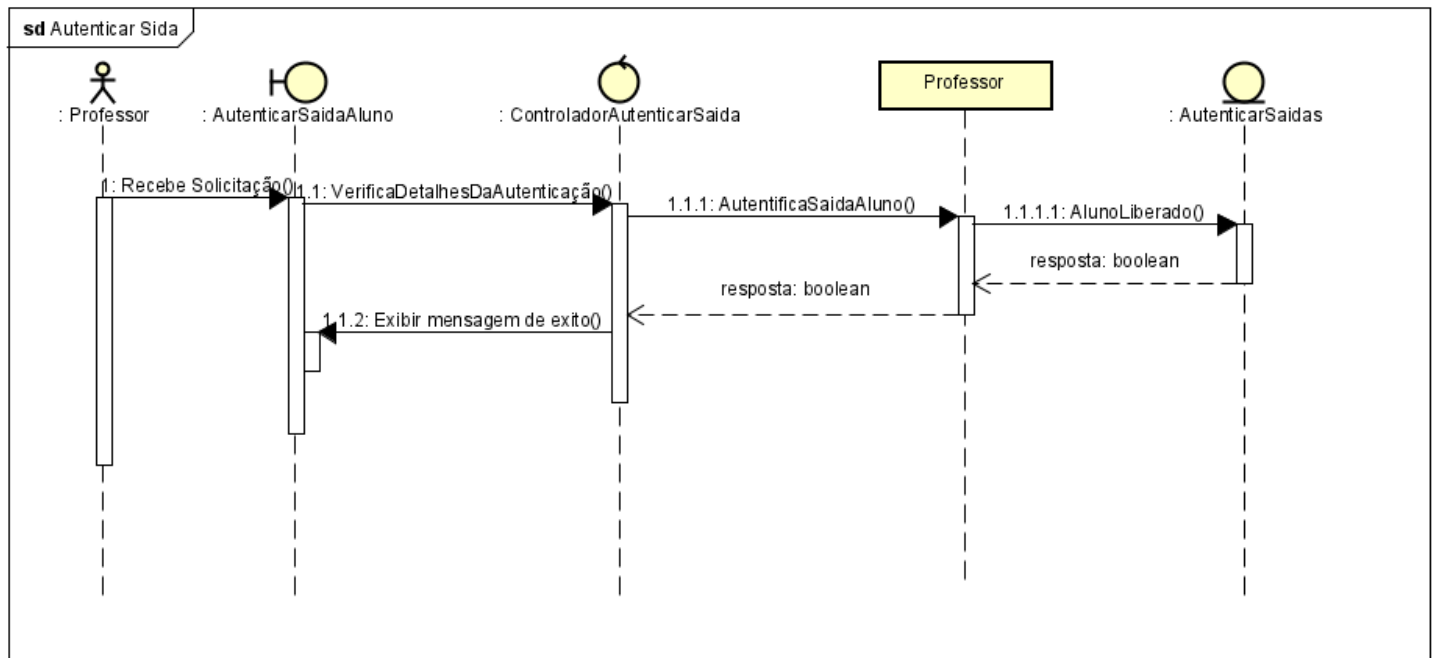 sd Autenticar Sida
: Professor
: AutenticarSaidaAluno
: ControladorAutenticarSaida
Professor
: AutenticarSaidas
1: Recebe Solicitação()
1.1: VerificaDetalhesDaAutenticação()
1.1.1: AutentificaSaidaAluno()
1.1.1.1: AlunoLiberado()
resposta: boolean
resposta: boolean
1.1.2: Exibir mensagem de exito()